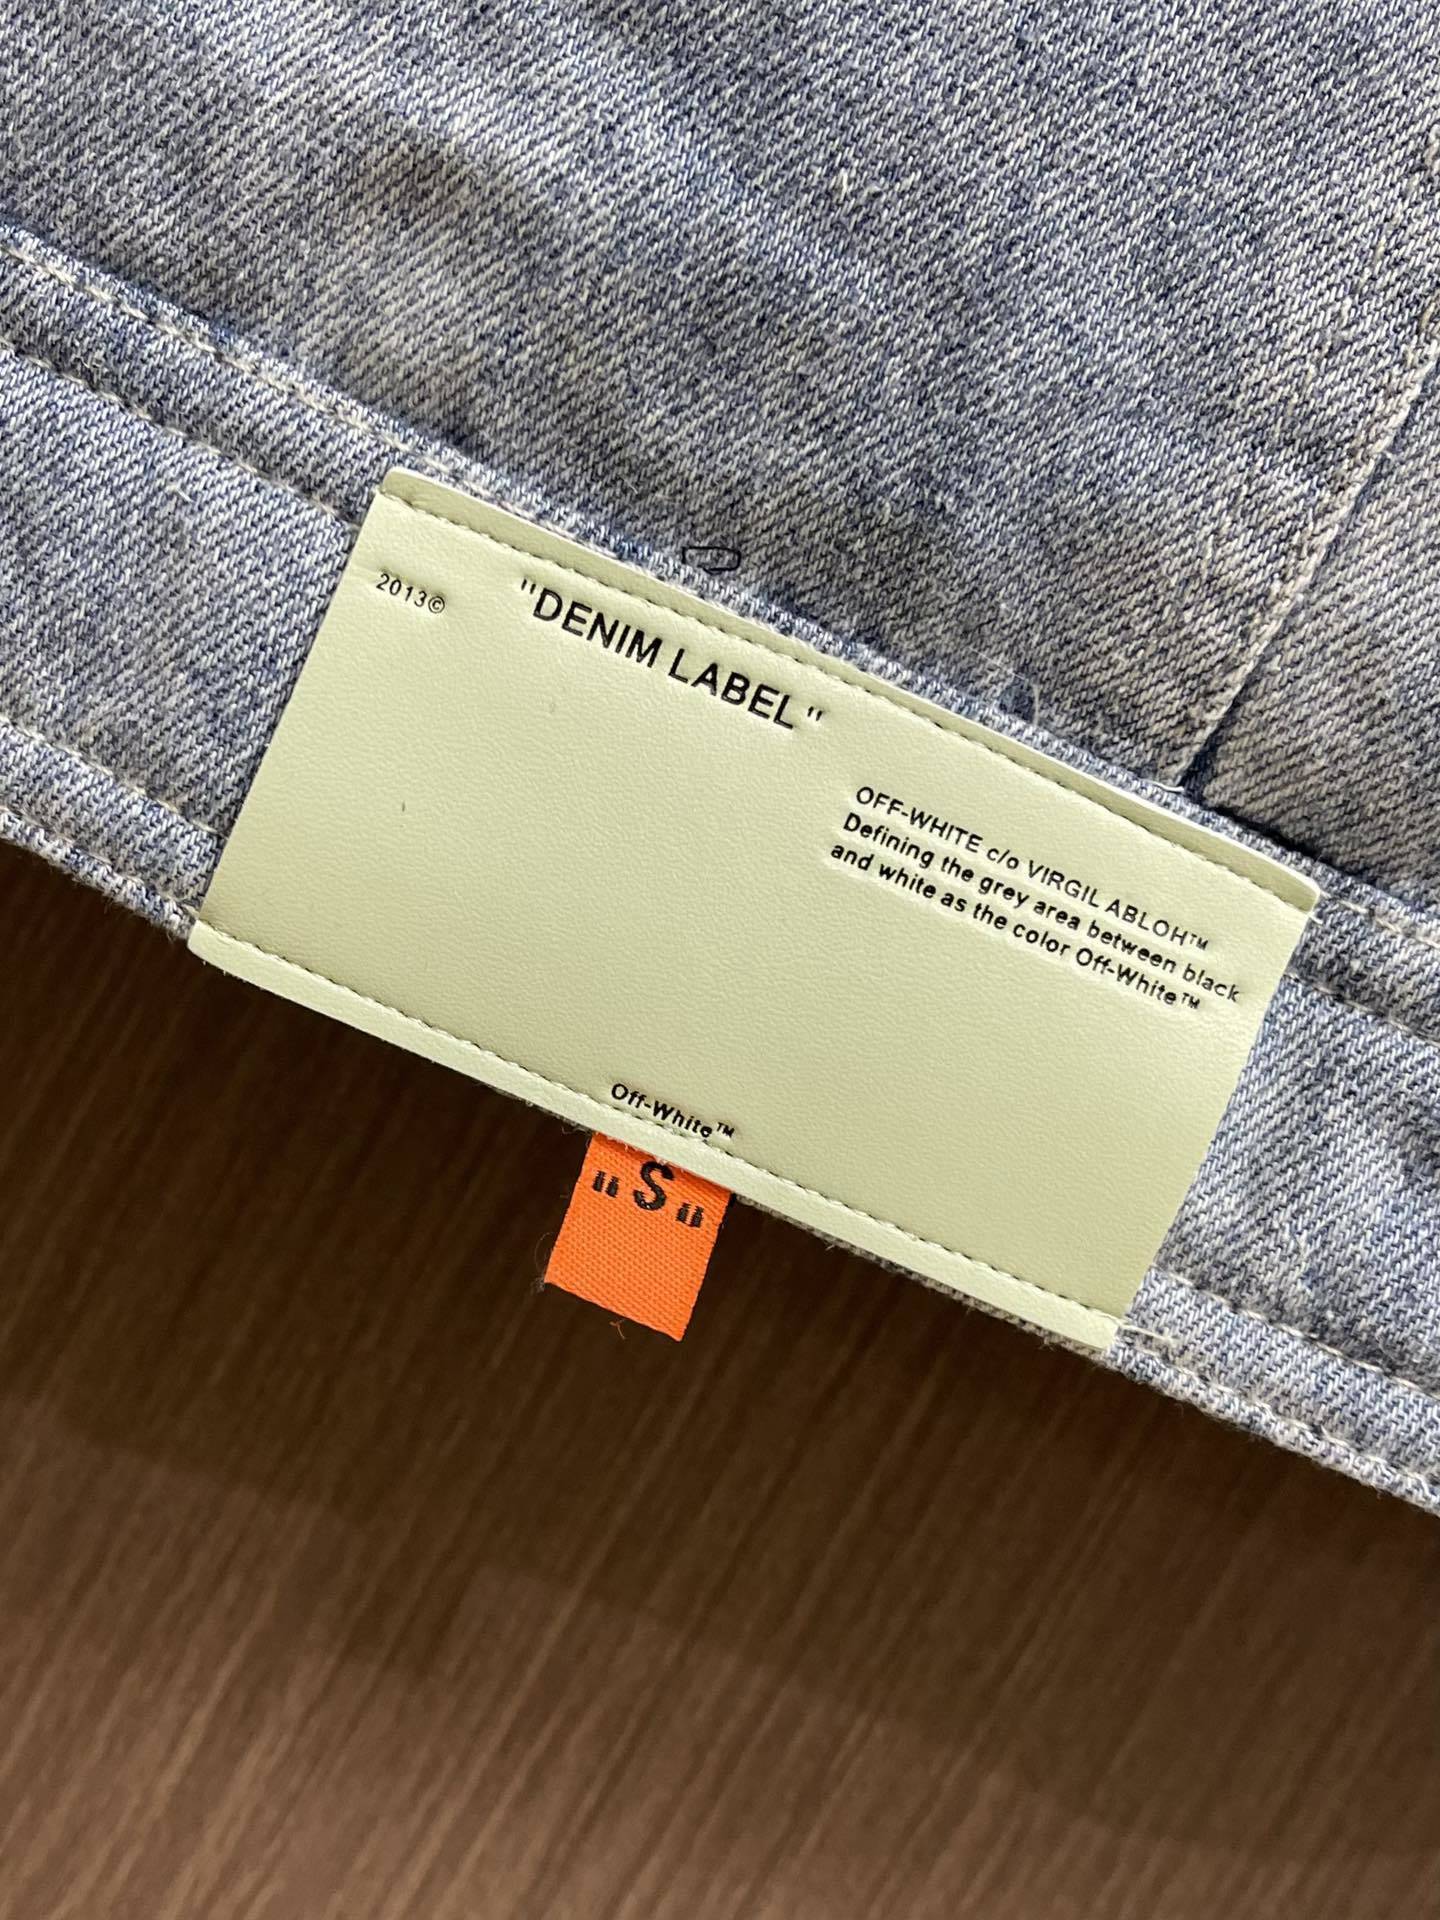 2013©
"DENIM LABEL"
OFF-WHITE c/o VIRGIL ABLOH™
Defining the grey area between black
and white as the color Off-White™
Off-White™
"S"